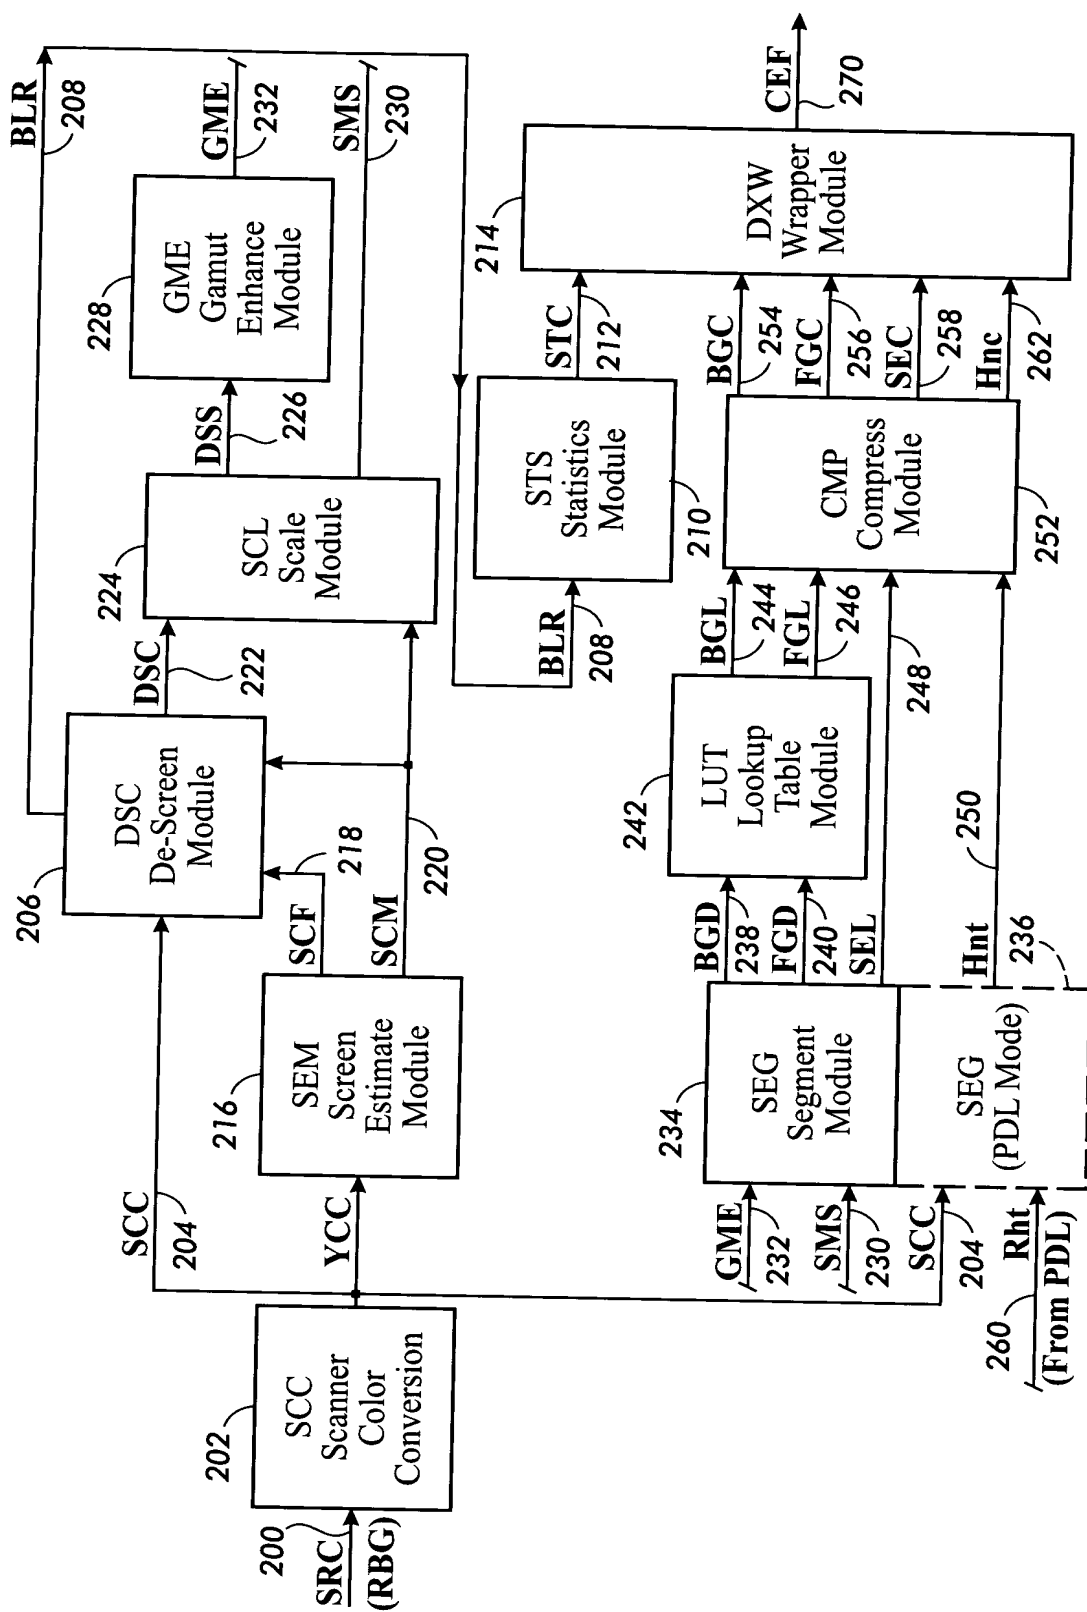 SRC
200
(RBG)
202
SCC
Scanner
Color
Conversion
SCC
204
YCC
216
SEM
Screen
Estimate
Module
SCF
218
SCM
220
206
DSC
De-Screen
Module
BLR
208
DSC
222
224
SCL
Scale
Module
DSS
226
228
GME
Gamut
Enhance
Module
GME
232
SMS
230
BLR
208
STS
Statistics
Module
210
STC
212
214
DXW
Wrapper
Module
CEF
270
GME
232
SMS
230
SCC
204
Rht
260
(From PDL)
234
SEG
Segment
Module
SEG
(PDL Mode)
236
BGD
238
FGD
240
SEL
248
Hnt
250
242
LUT
Lookup
Table
Module
BGL
244
FGL
246
CMP
Compress
Module
252
BGC
254
FGC
256
SEC
258
Hnc
262